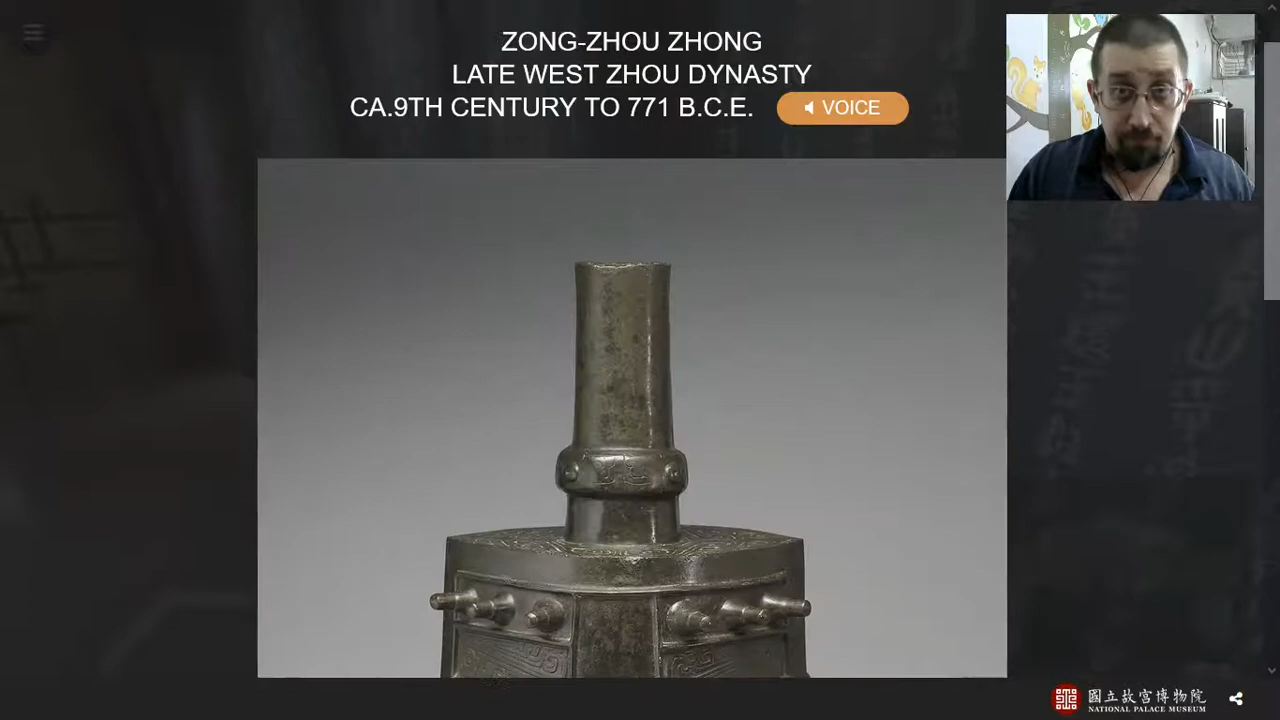 ZONG-ZHOU ZHONG
LATE WEST ZHOU DYNASTY
CA.9TH CENTURY TO 771 B.C.E.
VOICE
國立故宮博物院
NATIONAL PALACE MUSEUM